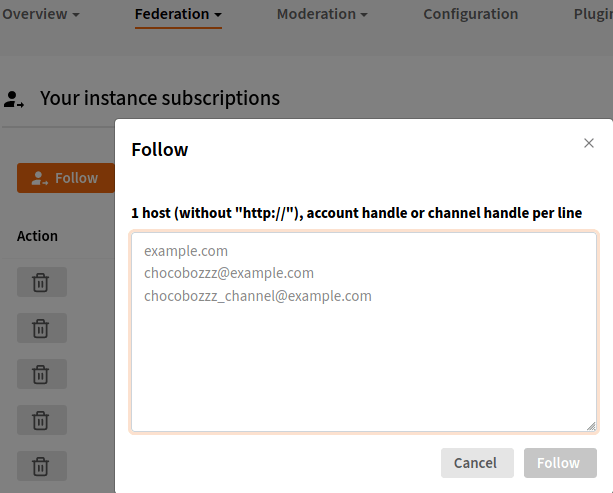 Overview Federation Moderation Configuration
Your instance subscriptions
Follow
Action
Follow
1 host (without "http://"), account handle or channel handle per line
example.com
chocobozzz@example.com
chocobozzz_channel@example.com
Cancel Follow